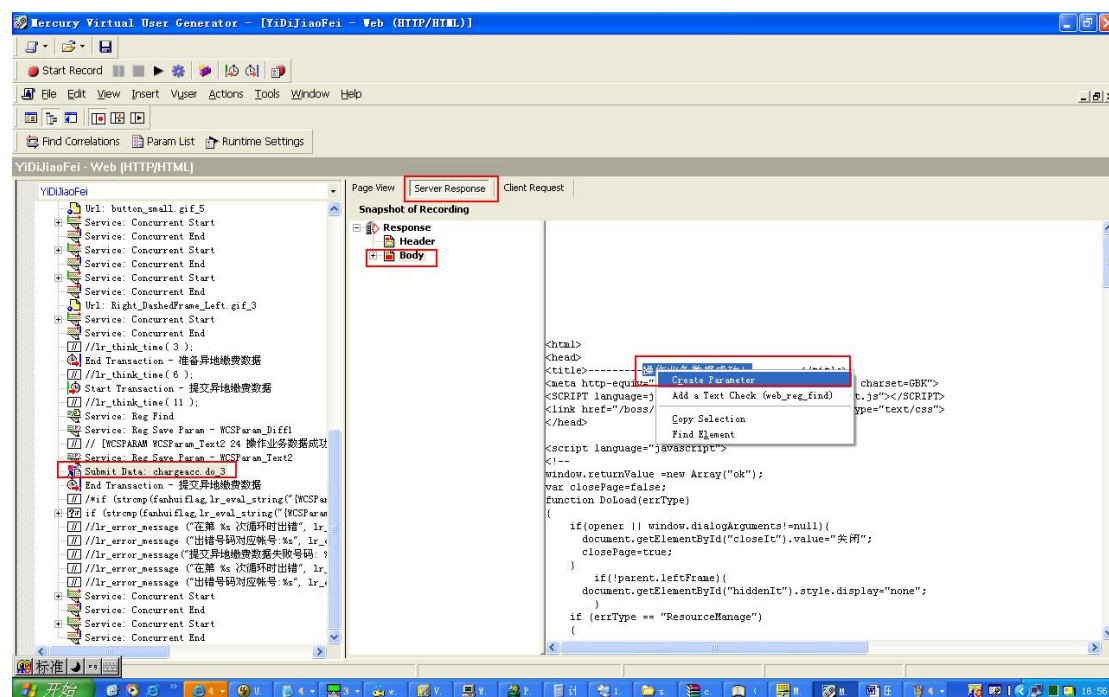 Mercury Virtual User Generator - [YiDiJiaoFei - Web (HTTP/HTML)]
Start Record
File Edit View Insert Vuser Actions Tools Window Help
Find Correlations Param List Runtime Settings
YiDiJiaoFei - Web (HTTP/HTML)
YiDiJiaoFei
Url: button_small.gif_5
Service: Concurrent Start
Service: Concurrent End
Service: Concurrent Start
Service: Concurrent End
Service: Concurrent Start
Service: Concurrent End
Url: Right_DashedFrame_Left.gif_3
Service: Concurrent Start
Service: Concurrent End
//lr_think_time( 3 );
End Transaction - 准备异地缴费数据
//lr_think_time( 6 );
Start Transaction - 提交异地缴费数据
//lr_think_time( 11 );
Service: Reg Find
Service: Reg Save Param - WCSParam_Diff1
// [WCSPARAM WCSParam_Text2 24 操作业务数据成功
Service: Reg Save Param - WCSParam_Text2
Submit Data: chargeacc.do_3
End Transaction - 提交异地缴费数据
/*if (strcmp(fanhuiflag,lr_eval_string("{WCSPar
if (strcmp(fanhuiflag,lr_eval_string("{WCSPara
//lr_error_message ("在第 %s 次循环时出错", lr_
//lr_error_message ("出错号码对应帐号:%s", lr_e
//lr_error_message("提交异地缴费数据失败号码:
//lr_error_message ("在第 %s 次循环时出错", lr_
//lr_error_message ("出错号码对应帐号:%s", lr_e
Service: Concurrent Start
Service: Concurrent End
Service: Concurrent Start
Service: Concurrent End
Page View Server Response Client Request
Snapshot of Recording
Response
Header
Body
<html>
<head>
<title>---------操作业务数据成功!
<meta http-equiv=" charset=GBK">
<SCRIPT language=j t.js"></SCRIPT>
<link href="/boss/ ype="text/css">
</head>
Create Parameter
Add a Text Check (web_reg_find)
Copy Selection
Find Element
<script language="javascript">
<!--
window.returnValue =new Array("ok");
var closePage=false;
function DoLoad(errType)
{
if(opener || window.dialogArguments!=null){
document.getElementById("closeIt").value="关闭";
closePage=true;
}
if(!parent.leftFrame){
document.getElementById("hiddenIt").style.display="none";
}
if (errType == "ResourceManage")
{
标准
开始
16:56